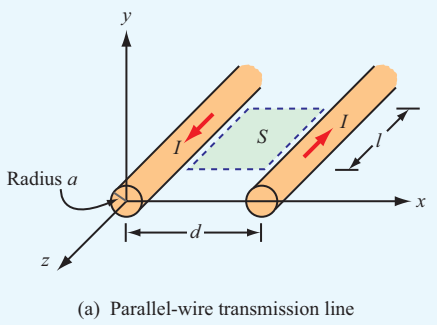 y
I
S
I
l
Radius a
x
d
z
(a) Parallel-wire transmission line